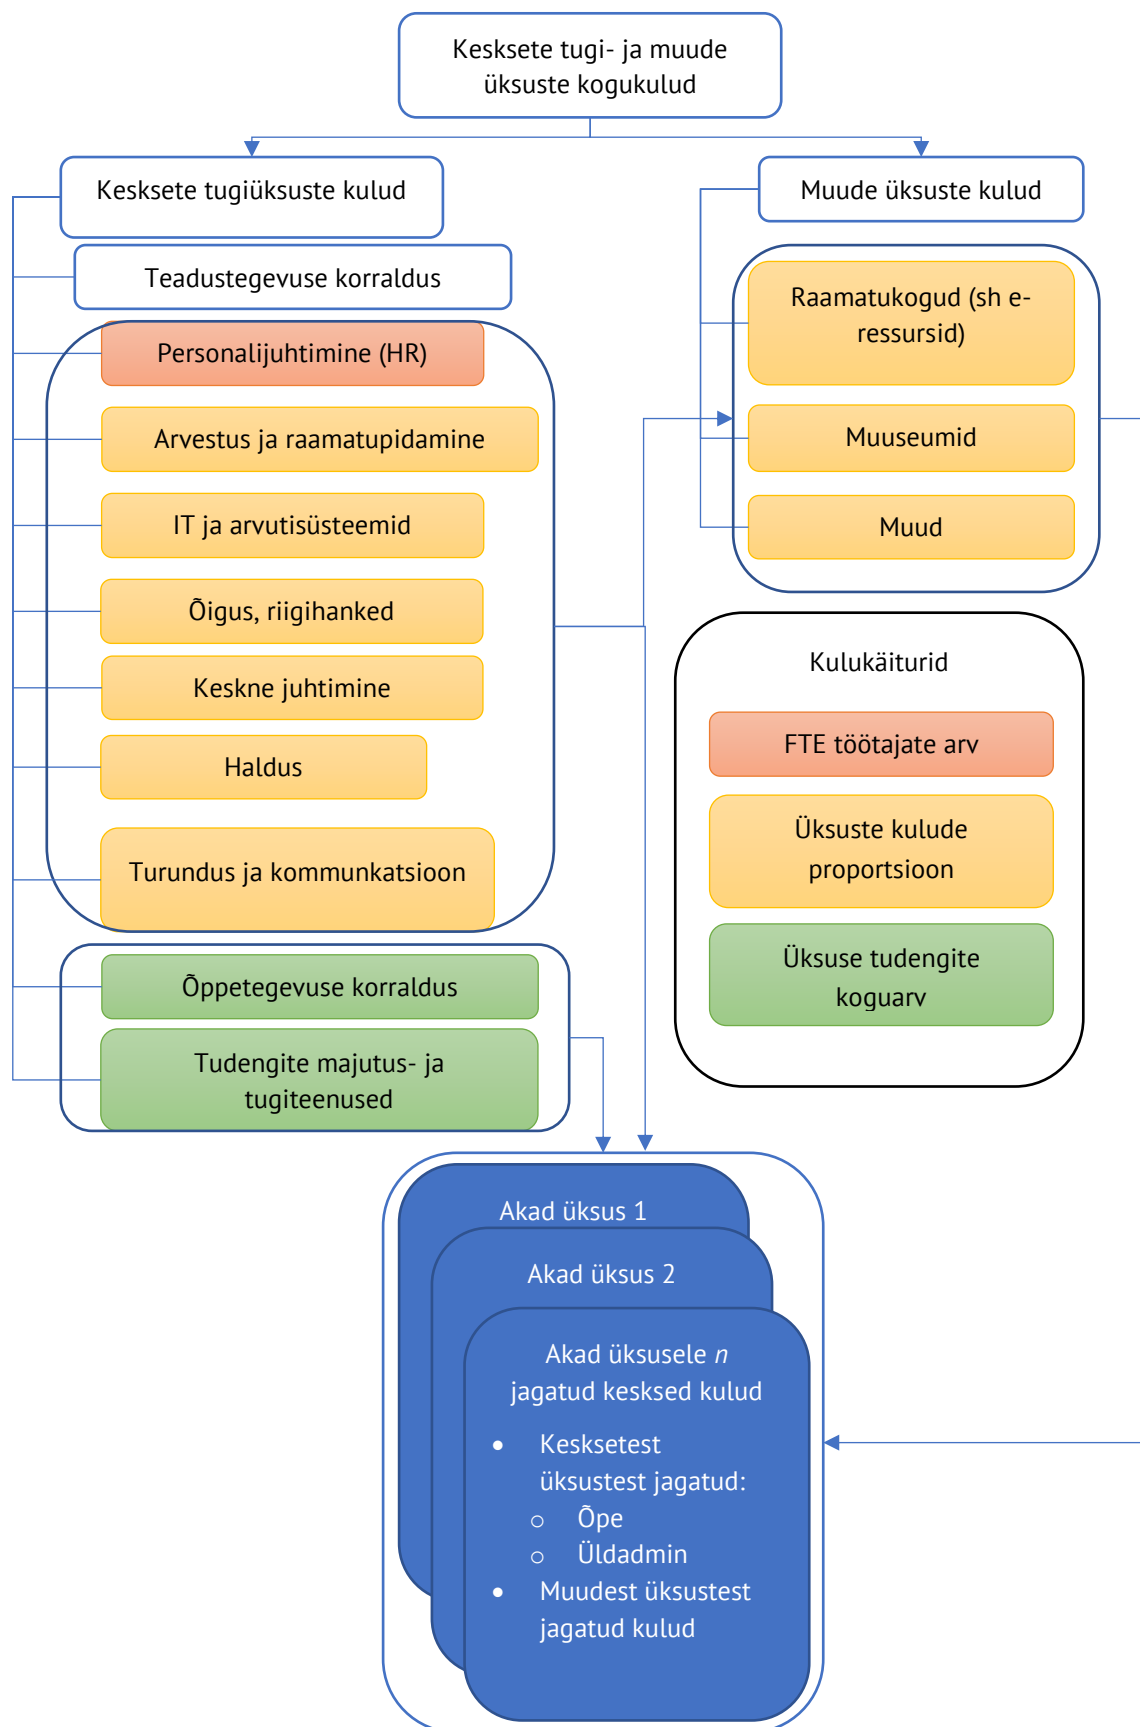 Kesksete tugi- ja muude
üksuste kogukulud
Kesksete tugiüksuste kulud
Muude üksuste kulud
Teadustegevuse korraldus
Personalijuhtimine (HR)
Arvestus ja raamatupidamine
IT ja arvutisüsteemid
Õigus, riigihanked
Keskne juhtimine
Haldus
Turundus ja kommunkatsioon
Õppetegevuse korraldus
Tudengite majutus- ja
tugiteenused
Raamatukogud (sh e-
ressursid)
Muuseumid
Muud
Kulukäiturid
FTE töötajate arv
Üksuste kulude
proportsioon
Üksuse tudengite
koguarv
Akad üksus 1
Akad üksus 2
Akad üksusele n
jagatud kesksed kulud
• Kesksetest
üksustest jagatud:
o Õpe
o Üldadmin
• Muudest üksustest
jagatud kulud